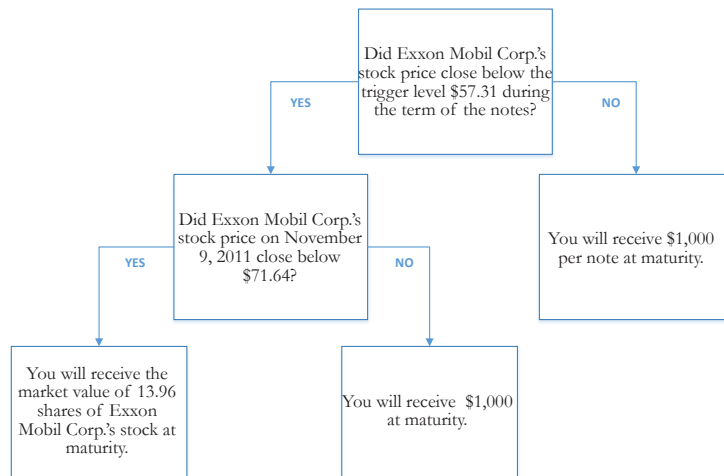 Did Exxon Mobil Corp.'s
stock price close below the
trigger level $57.31 during
the term of the notes?
YES
NO
Did Exxon Mobil Corp.'s
stock price on November
9, 2011 close below
$71.64?
You will receive $1,000
per note at maturity.
YES
NO
You will receive the
market value of 13.96
shares of Exxon
Mobil Corp.'s stock at
maturity.
You will receive $1,000
at maturity.